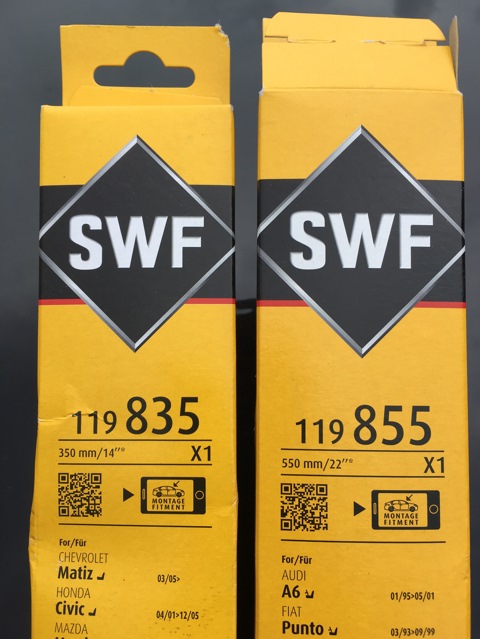 SWF
119 835
350 mm/14"*
X1
MONTAGE
FITMENT
For/Für
CHEVROLET
Matiz
03/05>
HONDA
Civic
04/01>12/05
MAZDA
SWF
119 855
550 mm/22"*
X1
MONTAGE
FITMENT
For/Für
AUDI
A6
01/95>05/01
FIAT
Punto
03/93>09/99